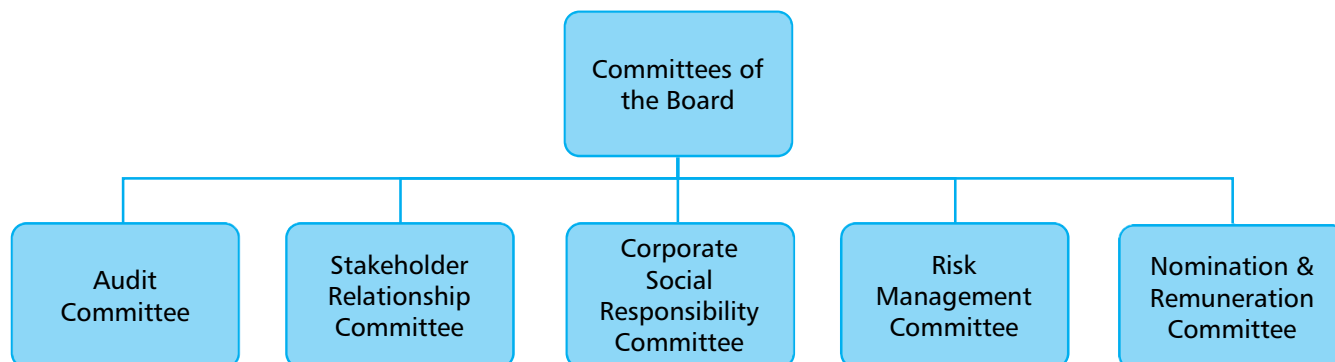 Committees of
the Board
Audit
Committee
Stakeholder
Relationship
Committee
Corporate
Social
Responsibility
Committee
Risk
Management
Committee
Nomination &
Remuneration
Committee